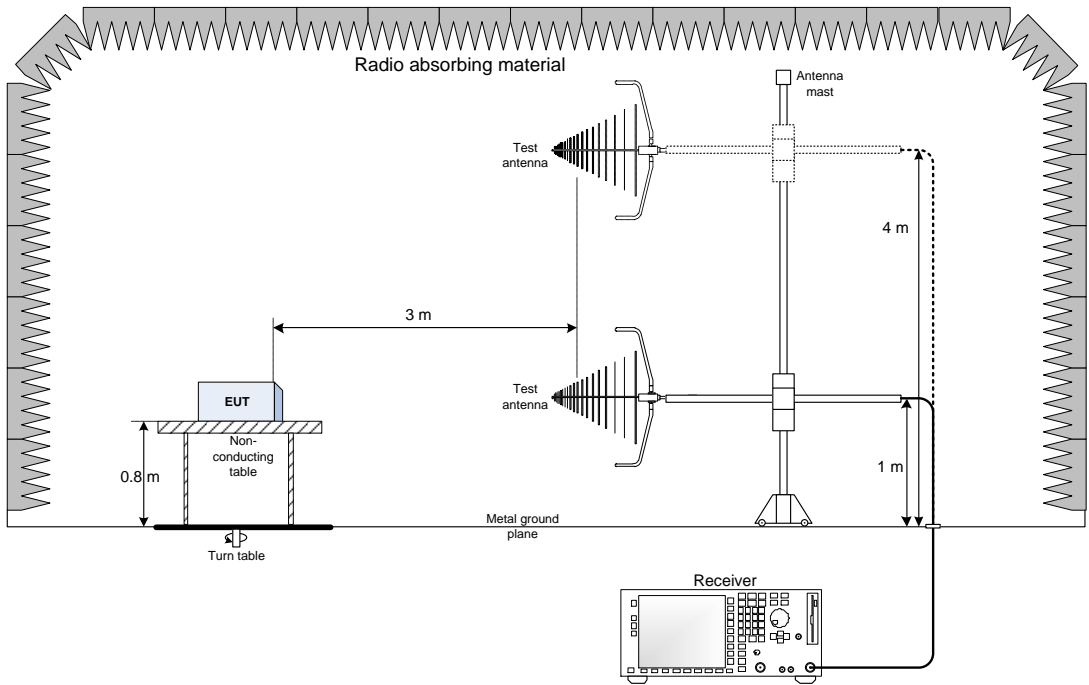 Radio absorbing material
Antenna
mast
Test
antenna
4 m
3 m
EUT
Test
antenna
Non-
conducting
table
0.8 m
1 m
Metal ground
plane
Turn table
Receiver